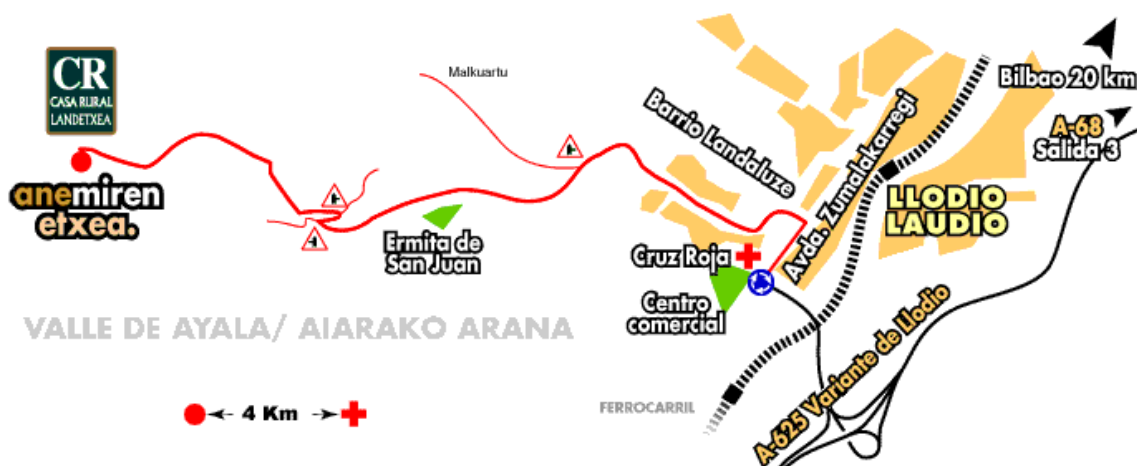 CR
CASA RURAL
LANDETXEA
anemiren
etxea.
Malkuartu
Barrio Landaluze
Avda. Zumalakarregi
Bilbao 20 km
A-68
Salida 3
LLODIO
LAUDIO
Ermita de
San Juan
Cruz Roja
Centro
comercial
VALLE DE AYALA/ AIARAKO ARANA
A-625 Variante de Llodio
FERROCARRIL
4 Km